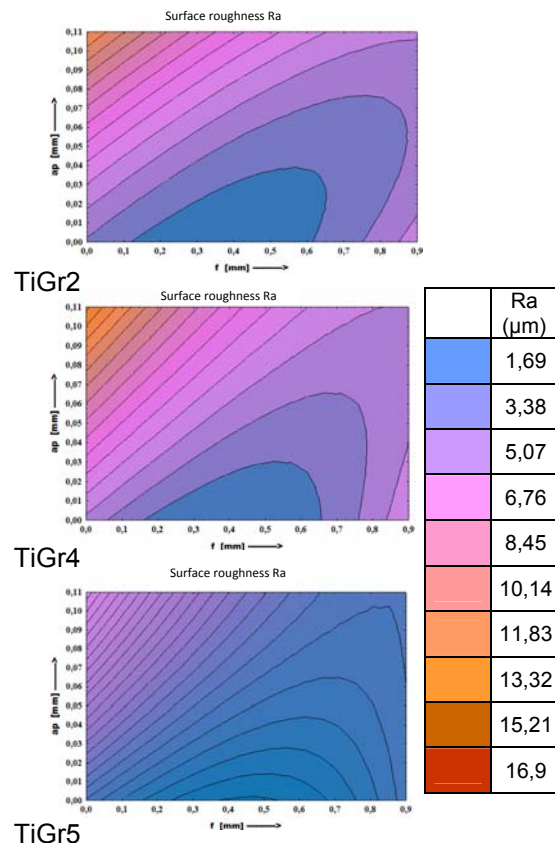 Surface roughness Ra
ap [mm]
0,11
0,10
0,09
0,08
0,07
0,06
0,05
0,04
0,03
0,02
0,01
0,00
0,0 0,1 0,2 0,3 0,4 0,5 0,6 0,7 0,8 0,9
f [mm]
TiGr2
Surface roughness Ra
ap [mm]
0,11
0,10
0,09
0,08
0,07
0,06
0,05
0,04
0,03
0,02
0,01
0,00
0,0 0,1 0,2 0,3 0,4 0,5 0,6 0,7 0,8 0,9
f [mm]
TiGr4
Surface roughness Ra
ap [mm]
0,11
0,10
0,09
0,08
0,07
0,06
0,05
0,04
0,03
0,02
0,01
0,00
0,0 0,1 0,2 0,3 0,4 0,5 0,6 0,7 0,8 0,9
f [mm]
TiGr5
Ra
(µm)
1,69
3,38
5,07
6,76
8,45
10,14
11,83
13,32
15,21
16,9